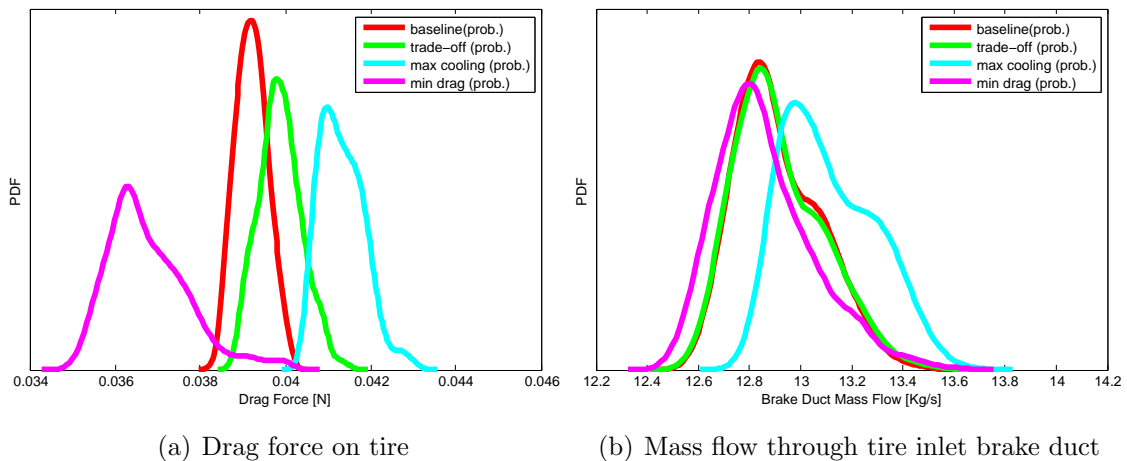 baseline(prob.)
trade-off (prob.)
max cooling (prob.)
min drag (prob.)
PDF
0.034 0.036 0.038 0.04 0.042 0.044 0.046
Drag Force [N]
(a) Drag force on tire
baseline(prob.)
trade-off (prob.)
max cooling (prob.)
min drag (prob.)
PDF
12.2 12.4 12.6 12.8 13 13.2 13.4 13.6 13.8 14 14.2
Brake Duct Mass Flow [Kg/s]
(b) Mass flow through tire inlet brake duct